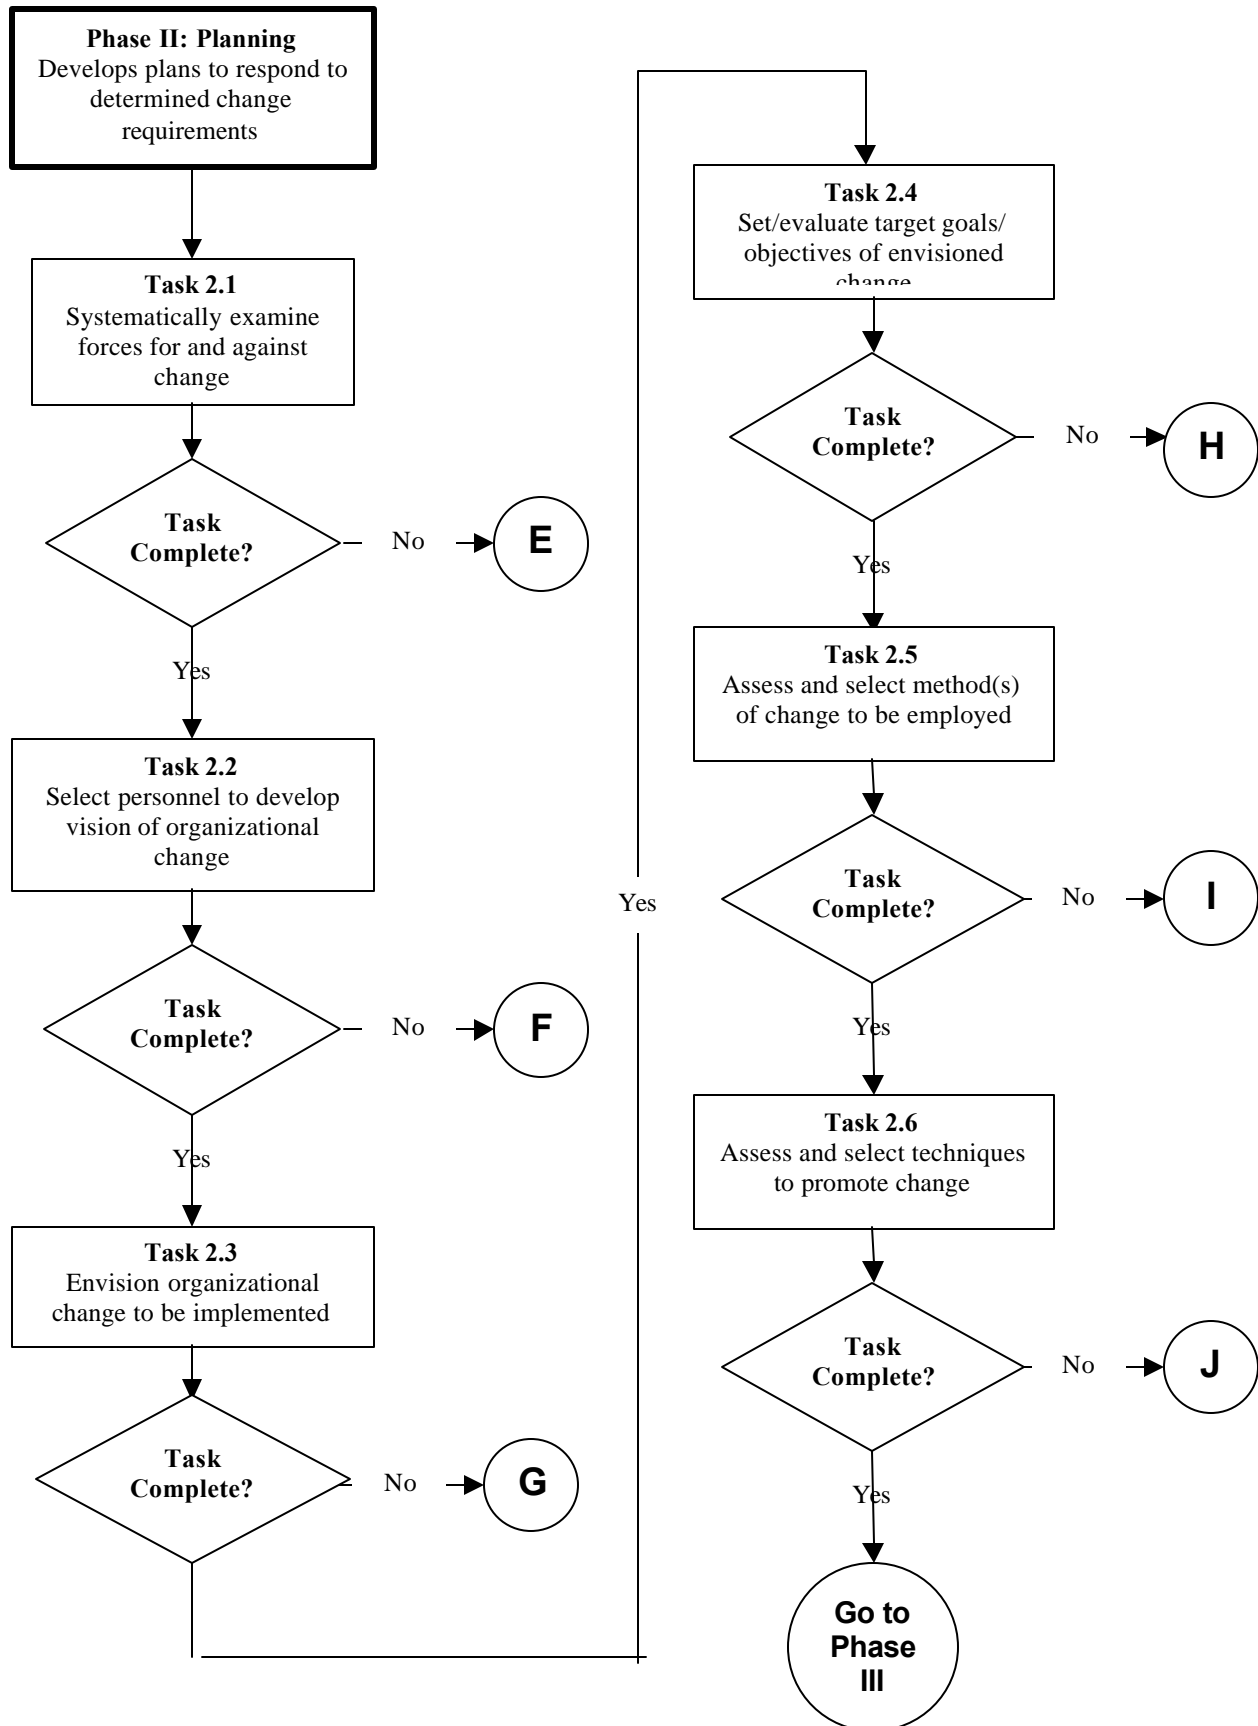 Phase II: Planning
Develops plans to respond to
determined change
requirements
Task 2.1
Systematically examine
forces for and against
change
Task
Complete?
No
E
Yes
Task 2.2
Select personnel to develop
vision of organizational
change
Task
Complete?
No
F
Yes
Task 2.3
Envision organizational
change to be implemented
Task
Complete?
No
G
Yes
Task 2.4
Set/evaluate target goals/
objectives of envisioned
change
Task
Complete?
No
H
Yes
Task 2.5
Assess and select method(s)
of change to be employed
Task
Complete?
No
I
Yes
Task 2.6
Assess and select techniques
to promote change
Task
Complete?
No
J
Yes
Go to
Phase
III